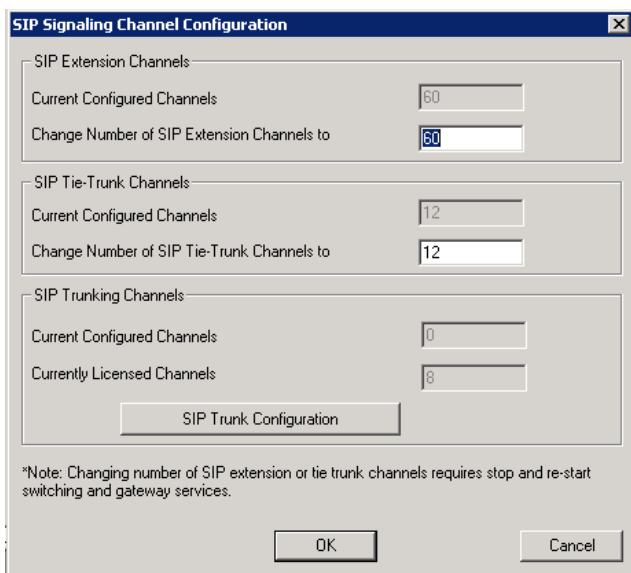 SIP Signaling Channel Configuration
SIP Extension Channels
Current Configured Channels 60
Change Number of SIP Extension Channels to 60
SIP Tie-Trunk Channels
Current Configured Channels 12
Change Number of SIP Tie-Trunk Channels to 12
SIP Trunking Channels
Current Configured Channels 0
Currently Licensed Channels 8
SIP Trunk Configuration
*Note: Changing number of SIP extension or tie trunk channels requires stop and re-start
switching and gateway services.
OK Cancel